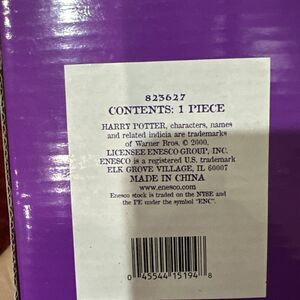 823627
CONTENTS: 1 PIECE
HARRY POTTER, characters, names
and related indicia are trademarks
of Warner Bros. © 2000.
LICENSEE ENESCO GROUP, INC.
ENESCO is a registered U.S. trademark
ELK GROVE VILLAGE, IL 60007
MADE IN CHINA
www.enesco.com
Enesco stock is traded on the NYSE and
the PE under the symbol "ENC".
0 45544 15194 8